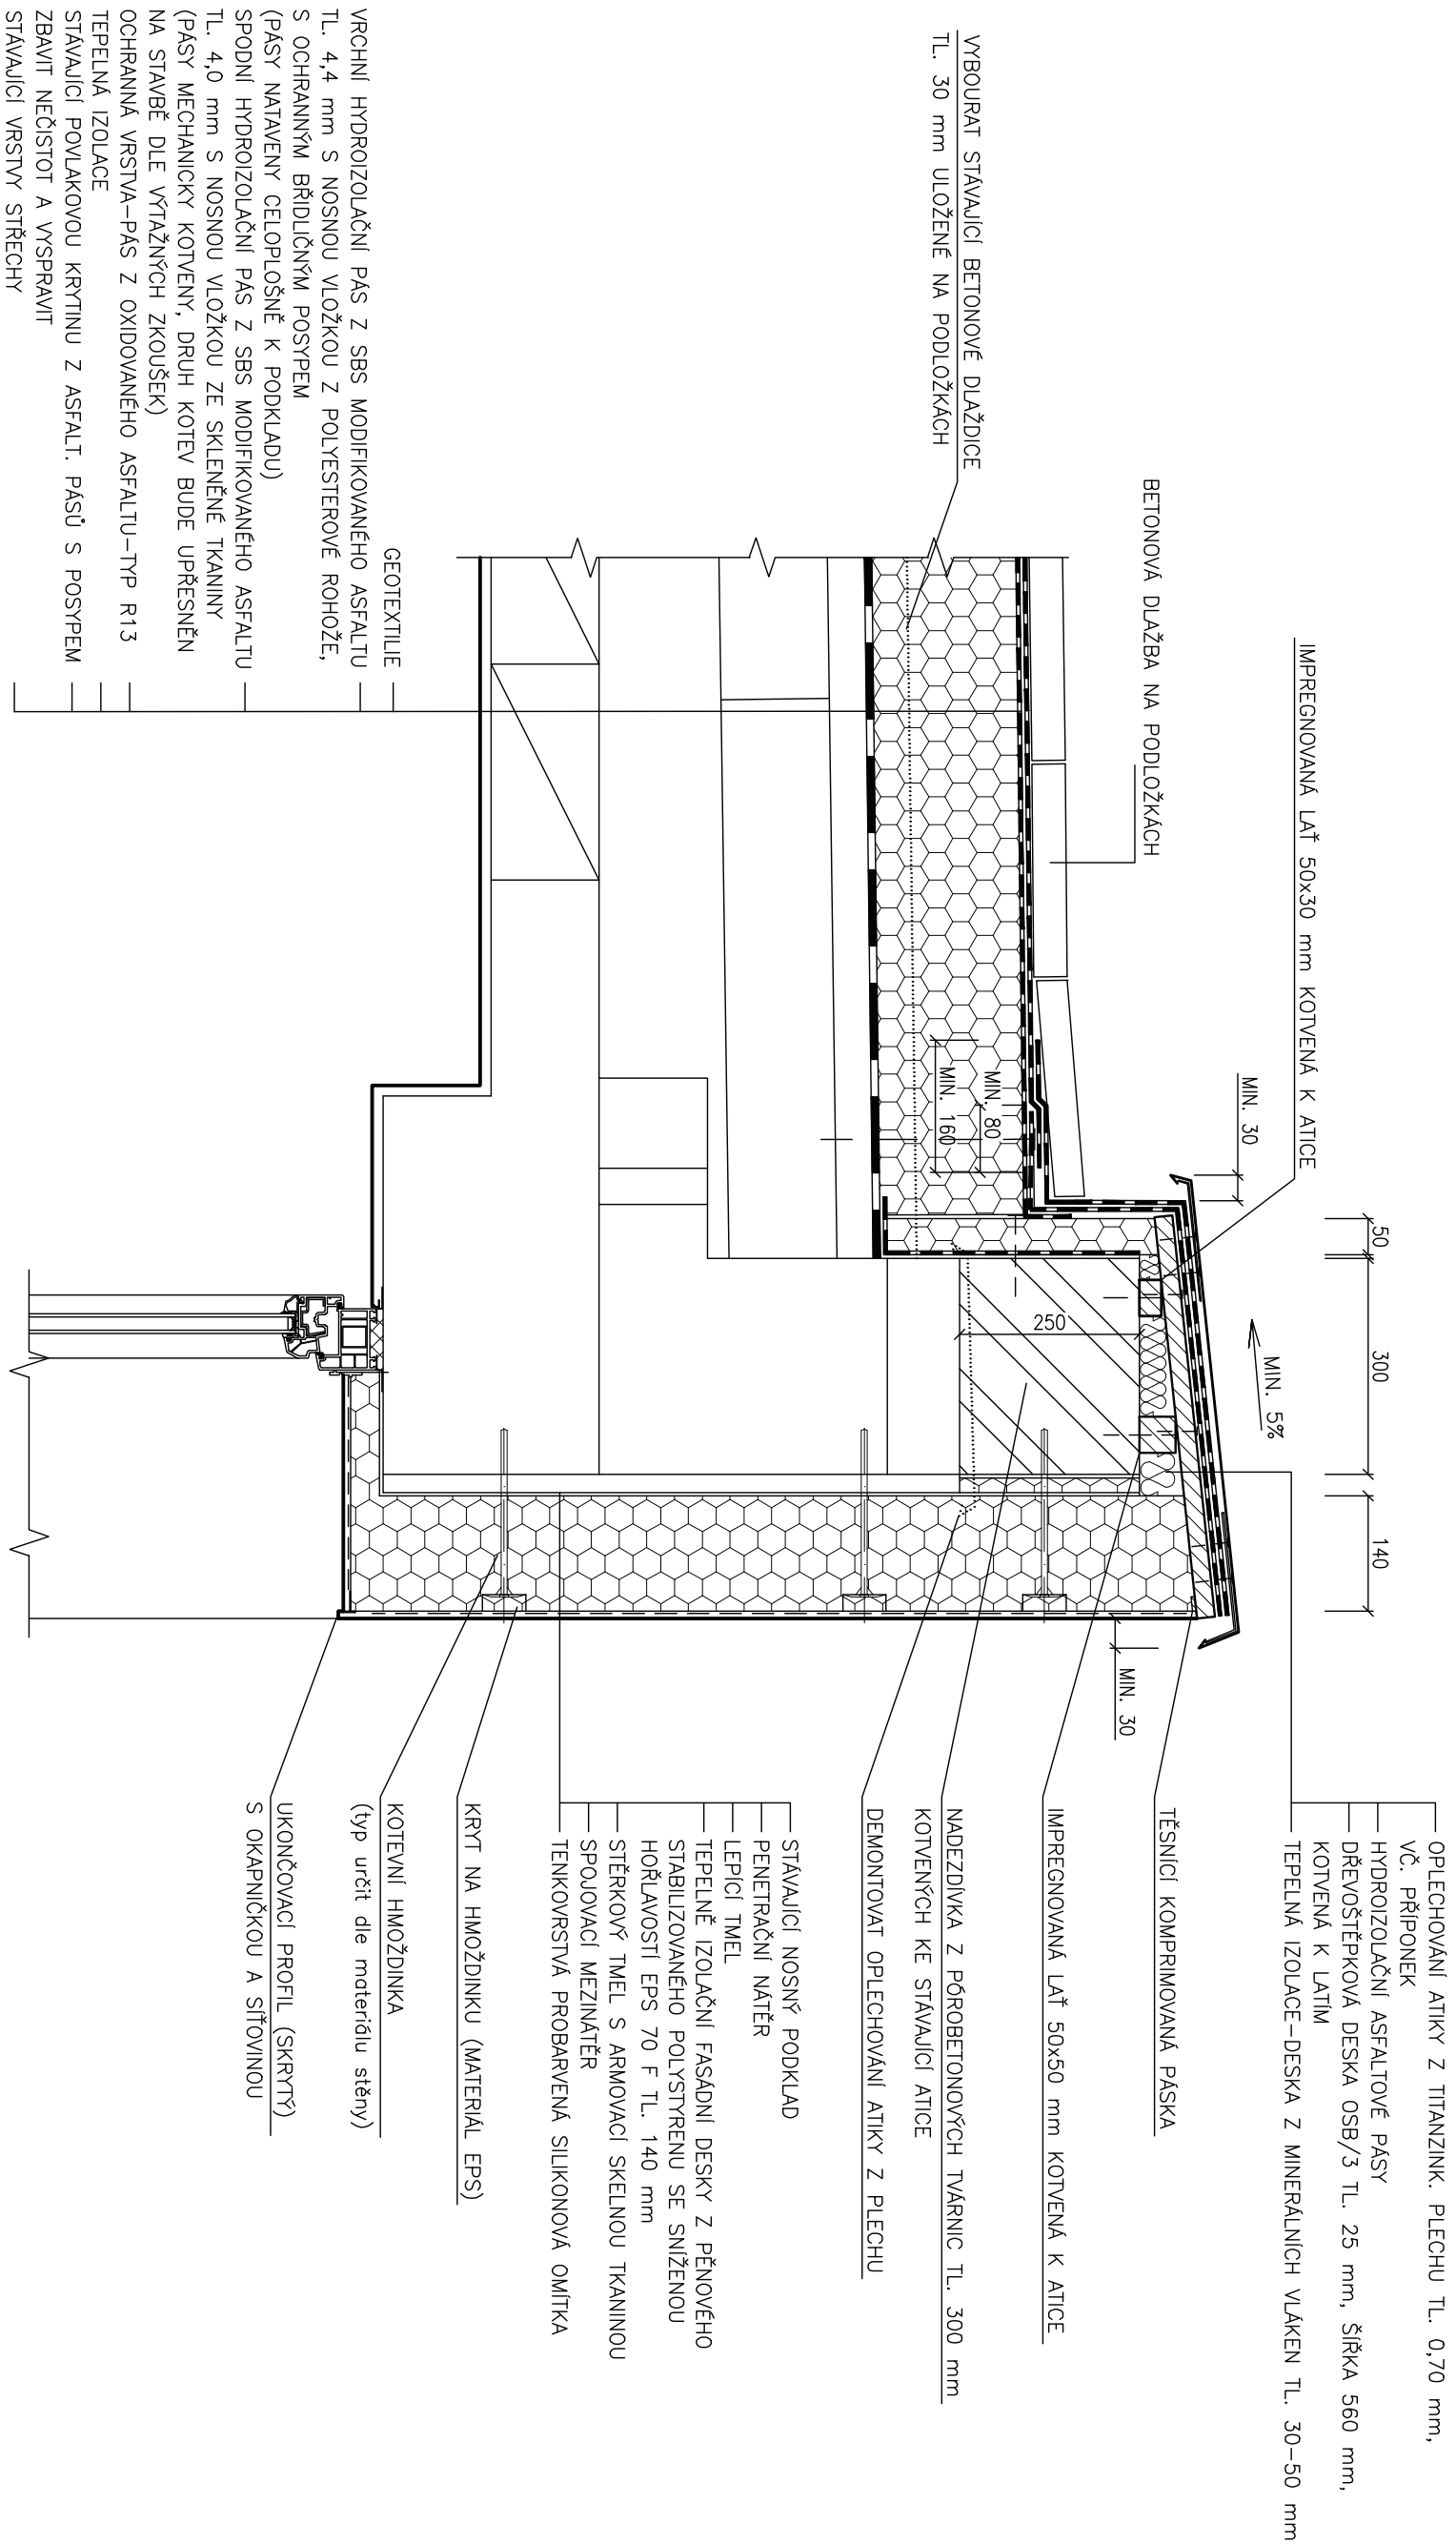 OPLECHOVÁNÍ ATIKY Z TITANZINK. PLECHU TL. 0,70 mm,
VČ. PŘÍPONEK
HYDROIZOLAČNÍ ASFALTOVÉ PÁSY
DŘEVOŠTĚPKOVÁ DESKA OSB/3 TL. 25 mm, ŠÍŘKA 560 mm,
KOTVENÁ K LATÍM
TEPELNÁ IZOLACE-DESKA Z MINERÁLNÍCH VLÁKEN TL. 30-50 mm
50
300
140
IMPREGNOVANÁ LAŤ 50x30 mm KOTVENÁ K ATICE
MIN. 30
MIN. 5%
BETONOVÁ DLAŽBA NA PODLOŽKÁCH
TĚSNÍCÍ KOMPRIMOVANÁ PÁSKA
MIN. 30
250
IMPREGNOVANÁ LAŤ 50x50 mm KOTVENÁ K ATICE
VYBOURAT STÁVAJÍCÍ BETONOVÉ DLAŽDICE
TL. 30 mm ULOŽENÉ NA PODLOŽKÁCH
MIN. 80
MIN. 160
NADEZDÍVKA Z PÓROBETONOVÝCH TVÁRNIC TL. 300 mm
KOTVENÝCH KE STÁVAJÍCÍ ATICE
DEMONTOVAT OPLECHOVÁNÍ ATIKY Z PLECHU
STÁVAJÍCÍ NOSNÝ PODKLAD
PENETRAČNÍ NÁTĚR
LEPÍCÍ TMEL
TEPELNĚ IZOLAČNÍ FASÁDNÍ DESKY Z PĚNOVÉHO
STABILIZOVANÉHO POLYSTYRENU SE SNÍŽENOU
HOŘLAVOSTÍ EPS 70 F TL. 140 mm
STĚRKOVÝ TMEL S ARMOVACÍ SKELNOU TKANINOU
SPOJOVACÍ MEZINÁTĚR
TENKOVRSTVÁ PROBARVENÁ SILIKONOVÁ OMÍTKA
KRYT NA HMOŽDINKU (MATERIÁL EPS)
KOTEVNÍ HMOŽDINKA
(typ určit dle materiálu stěny)
UKONČOVACÍ PROFIL (SKRYTÝ)
S OKAPNIČKOU A SÍŤOVINOU
GEOTEXTILIE
VRCHNÍ HYDROIZOLAČNÍ PÁS Z SBS MODIFIKOVANÉHO ASFALTU
TL. 4,4 mm S NOSNOU VLOŽKOU Z POLYESTEROVÉ ROHOŽE,
S OCHRANNÝM BŘIDLIČNÝM POSYPEM
(PÁSY NATAVENY CELOPLOŠNĚ K PODKLADU)
SPODNÍ HYDROIZOLAČNÍ PÁS Z SBS MODIFIKOVANÉHO ASFALTU
TL. 4,0 mm S NOSNOU VLOŽKOU ZE SKLENĚNÉ TKANINY
(PÁSY MECHANICKY KOTVENY, DRUH KOTEV BUDE UPŘESNĚN
NA STAVBĚ DLE VÝTAŽNÝCH ZKOUŠEK)
OCHRANNÁ VRSTVA-PÁS Z OXIDOVANÉHO ASFALTU-TYP R13
TEPELNÁ IZOLACE
STÁVAJÍCÍ POVLAKOVOU KRYTINU Z ASFALT. PÁSŮ S POSYPEM
ZBAVIT NEČISTOT A VYSPRAVIT
STÁVAJÍCÍ VRSTVY STŘECHY